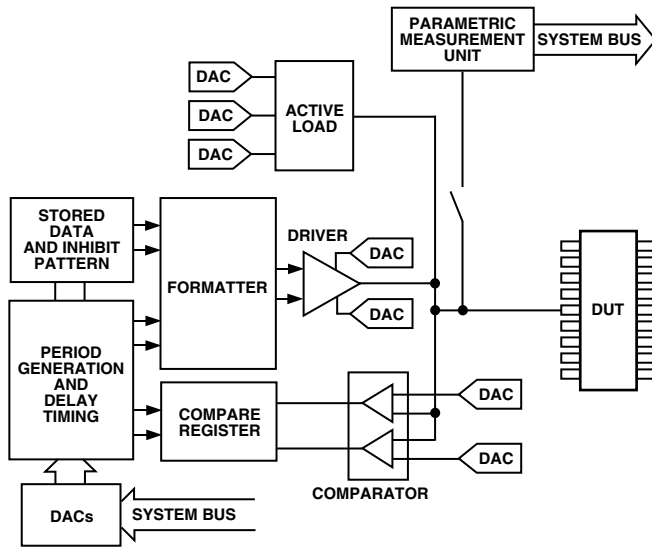 PARAMETRIC
MEASUREMENT
UNIT
SYSTEM BUS
DAC
DAC
DAC
ACTIVE
LOAD
STORED
DATA
AND INHIBIT
PATTERN
FORMATTER
DRIVER
DAC
DAC
DUT
PERIOD
GENERATION
AND
DELAY
TIMING
COMPARE
REGISTER
DAC
DAC
COMPARATOR
DACs
SYSTEM BUS